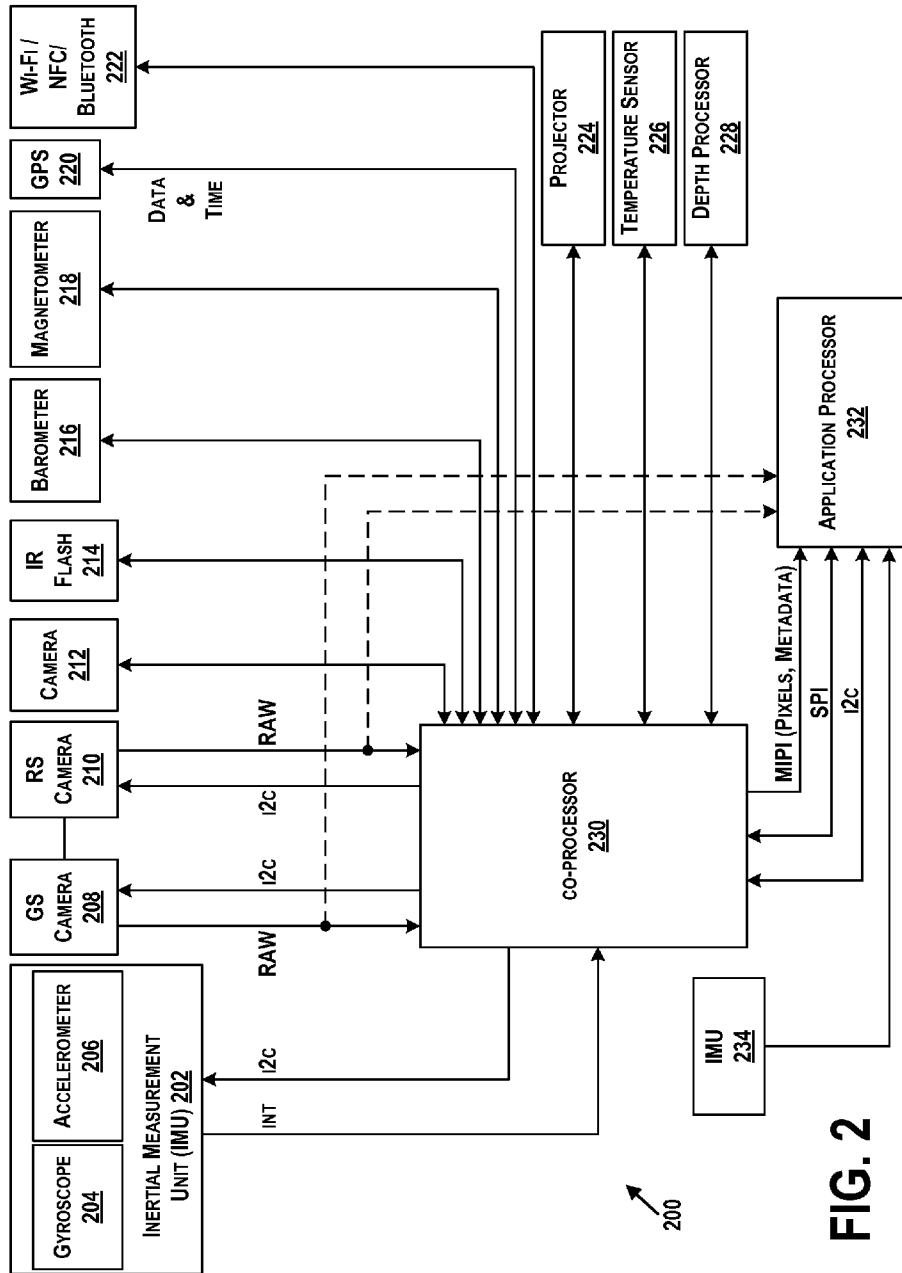 GYROSCOPE
204
ACCELEROMETER
206
INERTIAL MEASUREMENT
UNIT (IMU) 202
GS
CAMERA
208
RS
CAMERA
210
CAMERA
212
IR
FLASH
214
BAROMETER
216
MAGNETOMETER
218
GPS
220
WI-FI /
NFC/
BLUETOOTH
222
I2C
INT
RAW
I2C
I2C
RAW
DATA
&
TIME
CO-PROCESSOR
230
PROJECTOR
224
TEMPERATURE SENSOR
226
DEPTH PROCESSOR
228
MIPI (PIXELS, METADATA)
SPI
I2C
IMU
234
APPLICATION PROCESSOR
232
200
FIG. 2